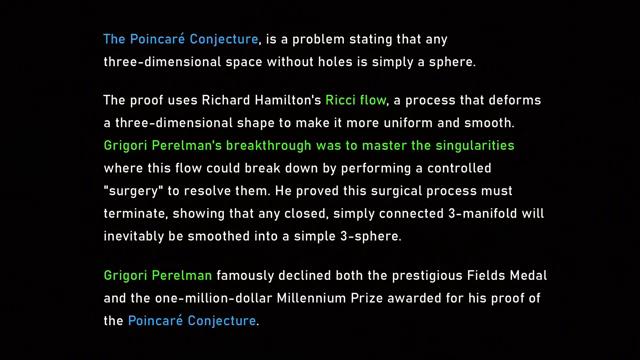 The Poincaré Conjecture, is a problem stating that any
three-dimensional space without holes is simply a sphere.
The proof uses Richard Hamilton's Ricci flow, a process that deforms
a three-dimensional shape to make it more uniform and smooth.
Grigori Perelman's breakthrough was to master the singularities
where this flow could break down by performing a controlled
"surgery" to resolve them. He proved this surgical process must
terminate, showing that any closed, simply connected 3-manifold will
inevitably be smoothed into a simple 3-sphere.
Grigori Perelman famously declined both the prestigious Fields Medal
and the one-million-dollar Millennium Prize awarded for his proof of
the Poincaré Conjecture.